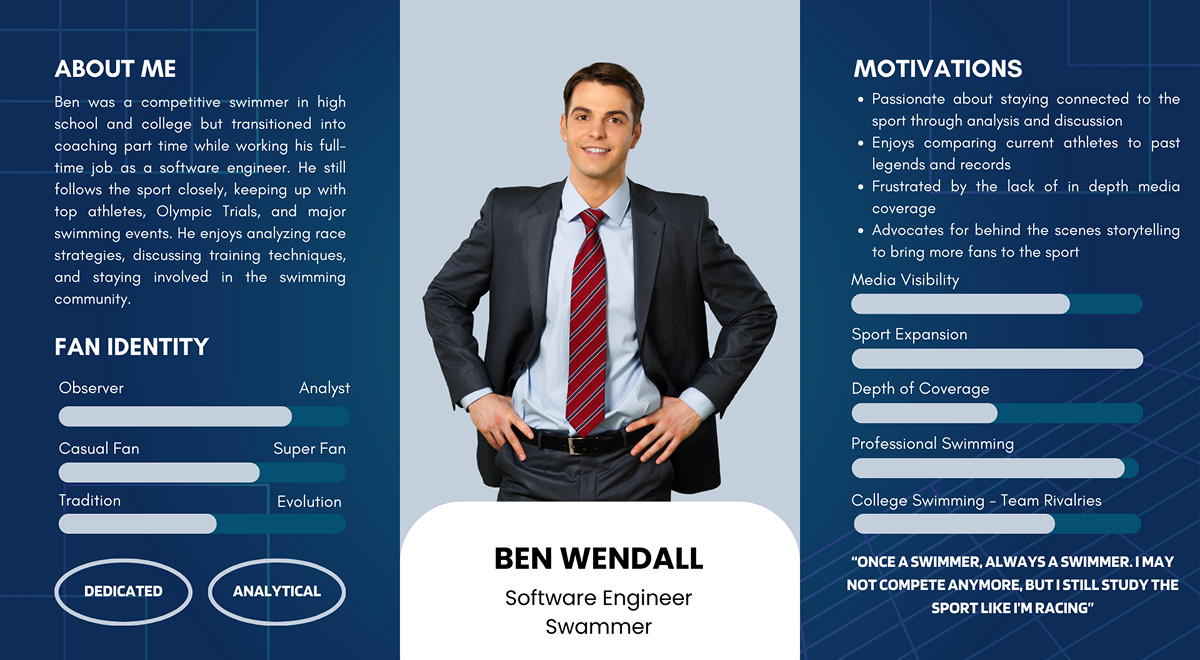 ABOUT ME
Ben was a competitive swimmer in high
school and college but transitioned into
coaching part time while working his full-
time job as a software engineer. He still
follows the sport closely, keeping up with
top athletes, Olympic Trials, and major
swimming events. He enjoys analyzing race
strategies, discussing training techniques,
and staying involved in the swimming
community.
FAN IDENTITY
Observer Analyst
Casual Fan Super Fan
Tradition Evolution
DEDICATED ANALYTICAL
BEN WENDALL
Software Engineer
Swammer
MOTIVATIONS
• Passionate about staying connected to the
sport through analysis and discussion
• Enjoys comparing current athletes to past
legends and records
• Frustrated by the lack of in depth media
coverage
• Advocates for behind the scenes storytelling
to bring more fans to the sport
Media Visibility
Sport Expansion
Depth of Coverage
Professional Swimming
College Swimming - Team Rivalries
“ONCE A SWIMMER, ALWAYS A SWIMMER. I MAY
NOT COMPETE ANYMORE, BUT I STILL STUDY THE
SPORT LIKE I'M RACING”